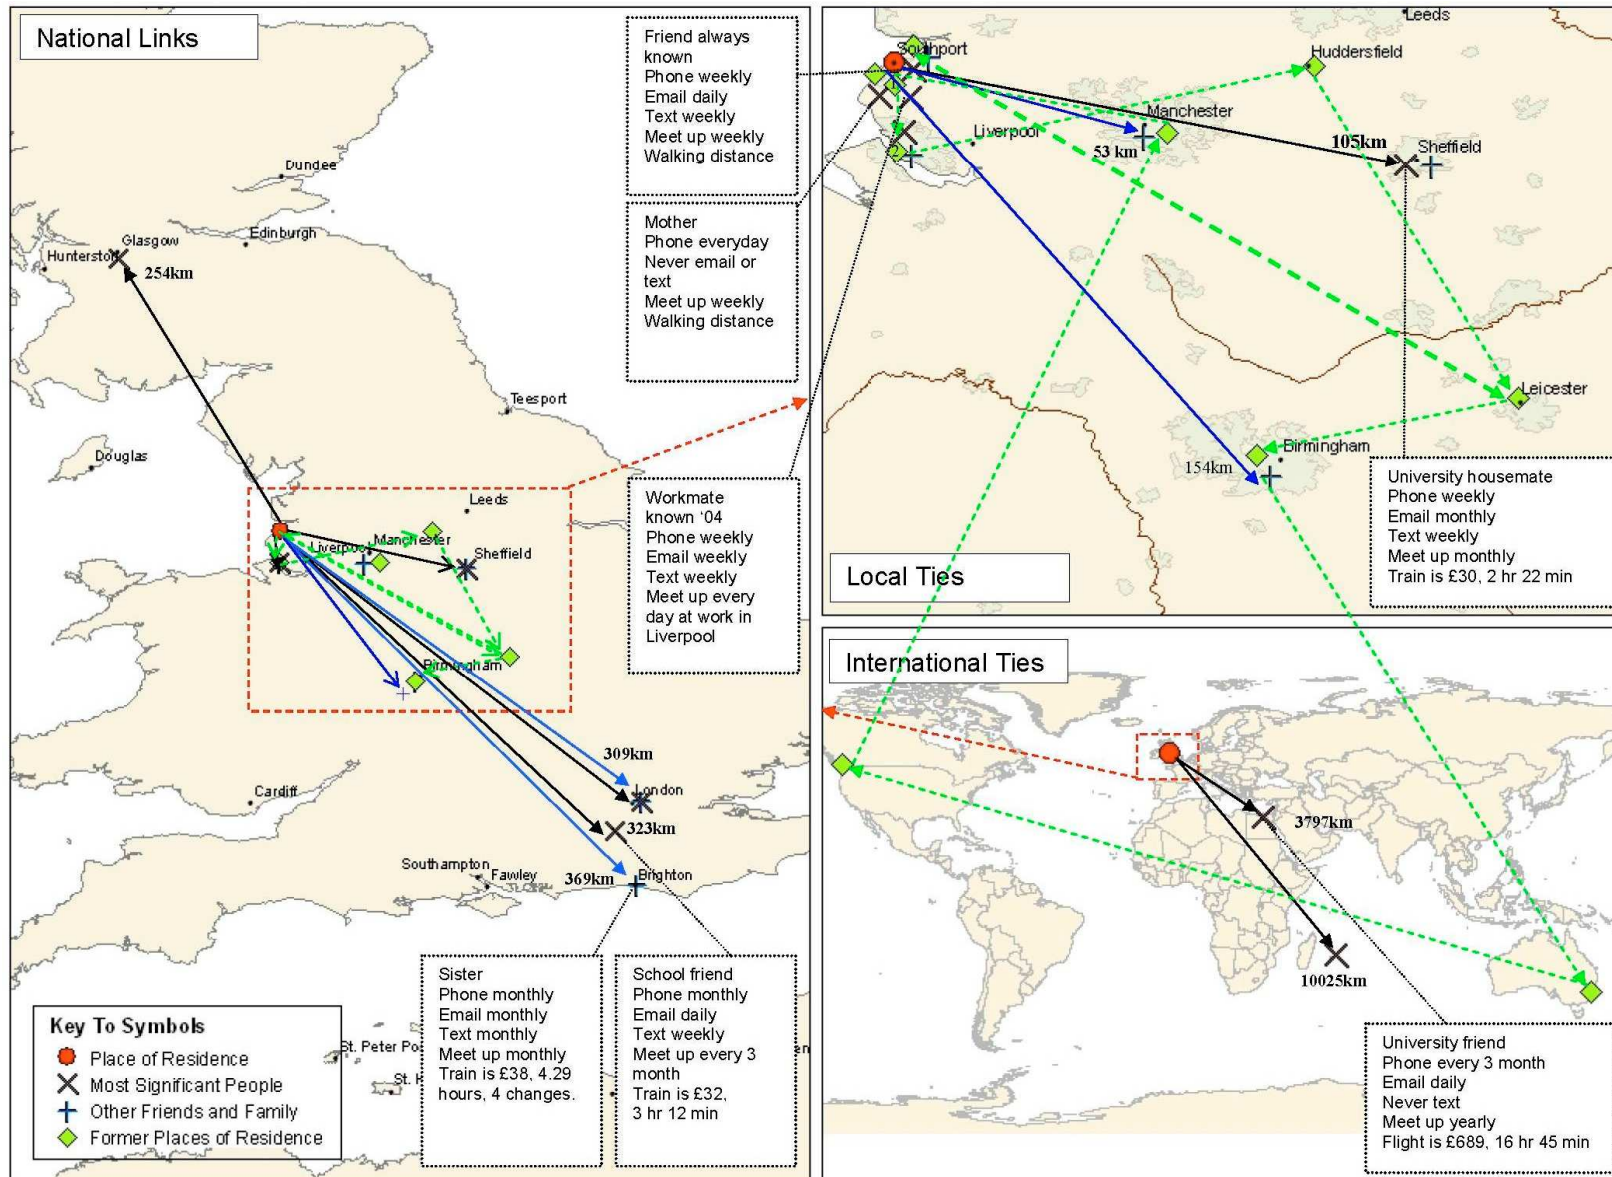 National Links
Dundee
Glasgow
Edinburgh
Hunterston
254km
Teesport
Douglas
Leeds
Liverpool
Manchester
Sheffield
Birmingham
309km
Cardiff
London
323km
Southampton
Fawley
369km
Brighton
Key To Symbols
Place of Residence
Most Significant People
Other Friends and Family
Former Places of Residence
St. Peter Po
St. H
en
Friend always
known
Phone weekly
Email daily
Text weekly
Meet up weekly
Walking distance
Mother
Phone everyday
Never email or
text
Meet up weekly
Walking distance
Workmate
known ‘04
Phone weekly
Email weekly
Text weekly
Meet up every
day at work in
Liverpool
Sister
Phone monthly
Email monthly
Text monthly
Meet up monthly
Train is £38, 4.29
hours, 4 changes.
School friend
Phone monthly
Email daily
Text weekly
Meet up every 3
month
Train is £32,
3 hr 12 min
Leeds
Southport
Huddersfield
Manchester
Liverpool
53 km
105km
Sheffield
2
Leicester
Birmingham
154km
Local Ties
University housemate
Phone weekly
Email monthly
Text weekly
Meet up monthly
Train is £30, 2 hr 22 min
International Ties
3797km
10025km
University friend
Phone every 3 month
Email daily
Never text
Meet up yearly
Flight is £689, 16 hr 45 min